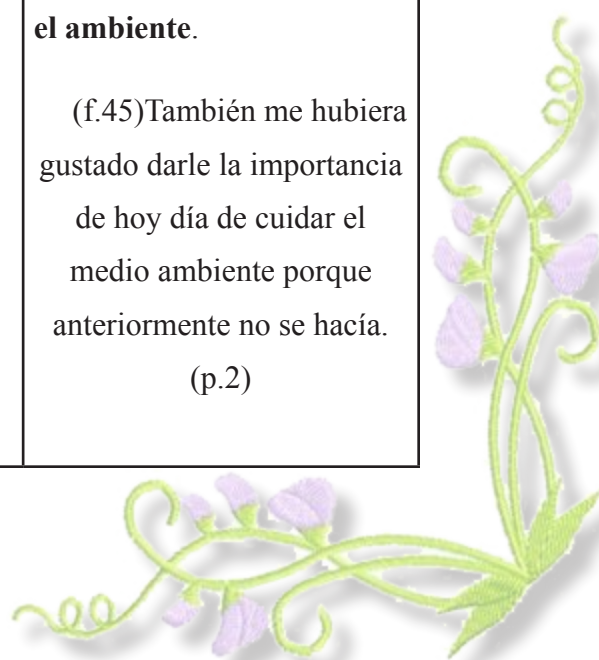 el ambiente.
(f.45)También me hubiera
gustado darle la importancia
de hoy día de cuidar el
medio ambiente porque
anteriormente no se hacía.
(p.2)